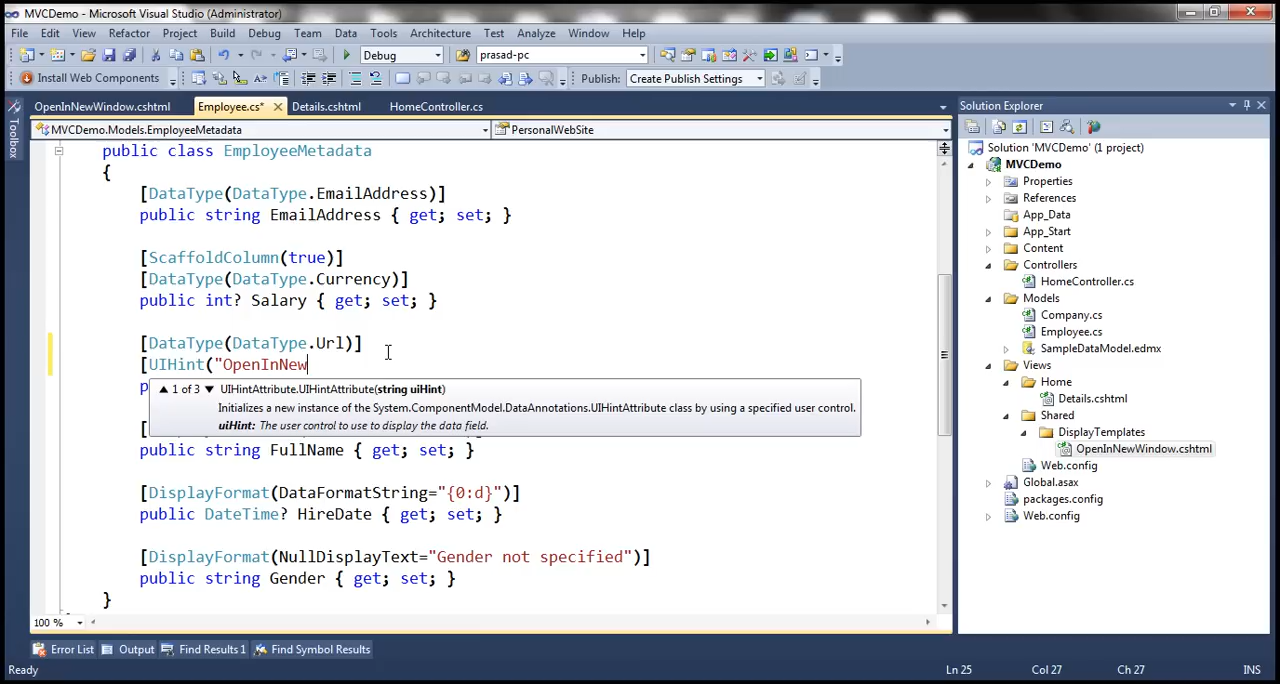 MVCDemo - Microsoft Visual Studio (Administrator)
File Edit View Refactor Project Build Debug Team Data Tools Architecture Test Analyze Window Help
Debug prasad-pc
Install Web Components Publish: Create Publish Settings
OpenInNewWindow.cshtml Employee.cs* Details.cshtml HomeController.cs
MVCDemo.Models.EmployeeMetadata PersonalWebSite
Toolbox
public class EmployeeMetadata
{
[DataType(DataType.EmailAddress)]
public string EmailAddress { get; set; }
[ScaffoldColumn(true)]
[DataType(DataType.Currency)]
public int? Salary { get; set; }
[DataType(DataType.Url)]
[UIHint("OpenInNew
p
1 of 3 UIHintAttribute.UIHintAttribute(string uiHint)
Initializes a new instance of the System.ComponentModel.DataAnnotations.UIHintAttribute class by using a specified user control.
uiHint: The user control to use to display the data field.
[
public string FullName { get; set; }
[DisplayFormat(DataFormatString="{0:d}")]
public DateTime? HireDate { get; set; }
[DisplayFormat(NullDisplayText="Gender not specified")]
public string Gender { get; set; }
}
100 %
Solution Explorer
Solution 'MVCDemo' (1 project)
MVCDemo
Properties
References
App_Data
App_Start
Content
Controllers
HomeController.cs
Models
Company.cs
Employee.cs
SampleDataModel.edmx
Views
Home
Details.cshtml
Shared
DisplayTemplates
OpenInNewWindow.cshtml
Web.config
Global.asax
packages.config
Web.config
Error List Output Find Results 1 Find Symbol Results
Ready Ln 25 Col 27 Ch 27 INS